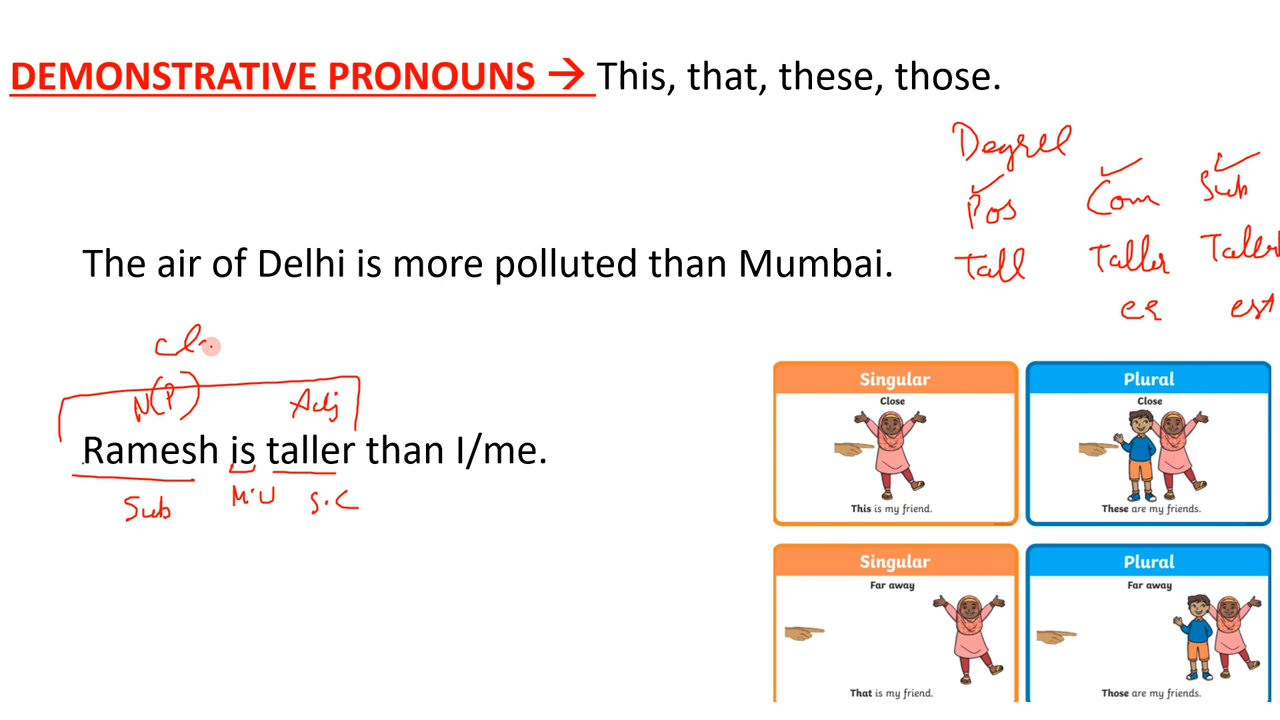 DEMONSTRATIVE PRONOUNS → This, that, these, those.
Degree
Pos Com Sub
Tall Taller Tallest
er est
The air of Delhi is more polluted than Mumbai.
Cl
N(P) Adj
Ramesh is taller than I/me.
Sub M.V S.C
Singular
Close
This is my friend.
Plural
Close
These are my friends.
Singular
Far away
That is my friend.
Plural
Far away
Those are my friends.